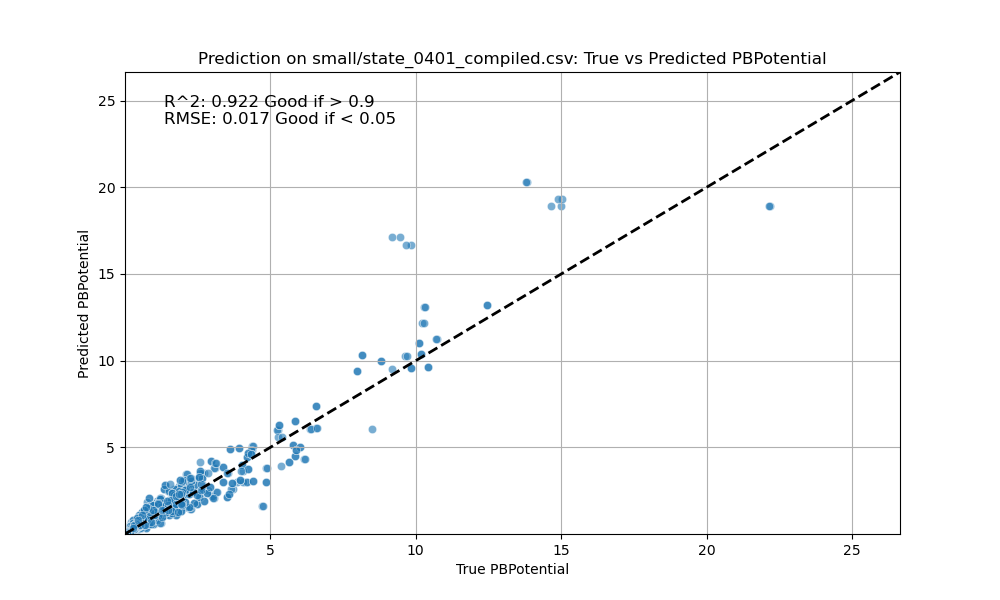 Prediction on small/state_0401_compiled.csv: True vs Predicted PBPotential
R^2: 0.922 Good if > 0.9
RMSE: 0.017 Good if < 0.05
25
20
15
10
5
Predicted PBPotential
5 10 15 20 25
True PBPotential